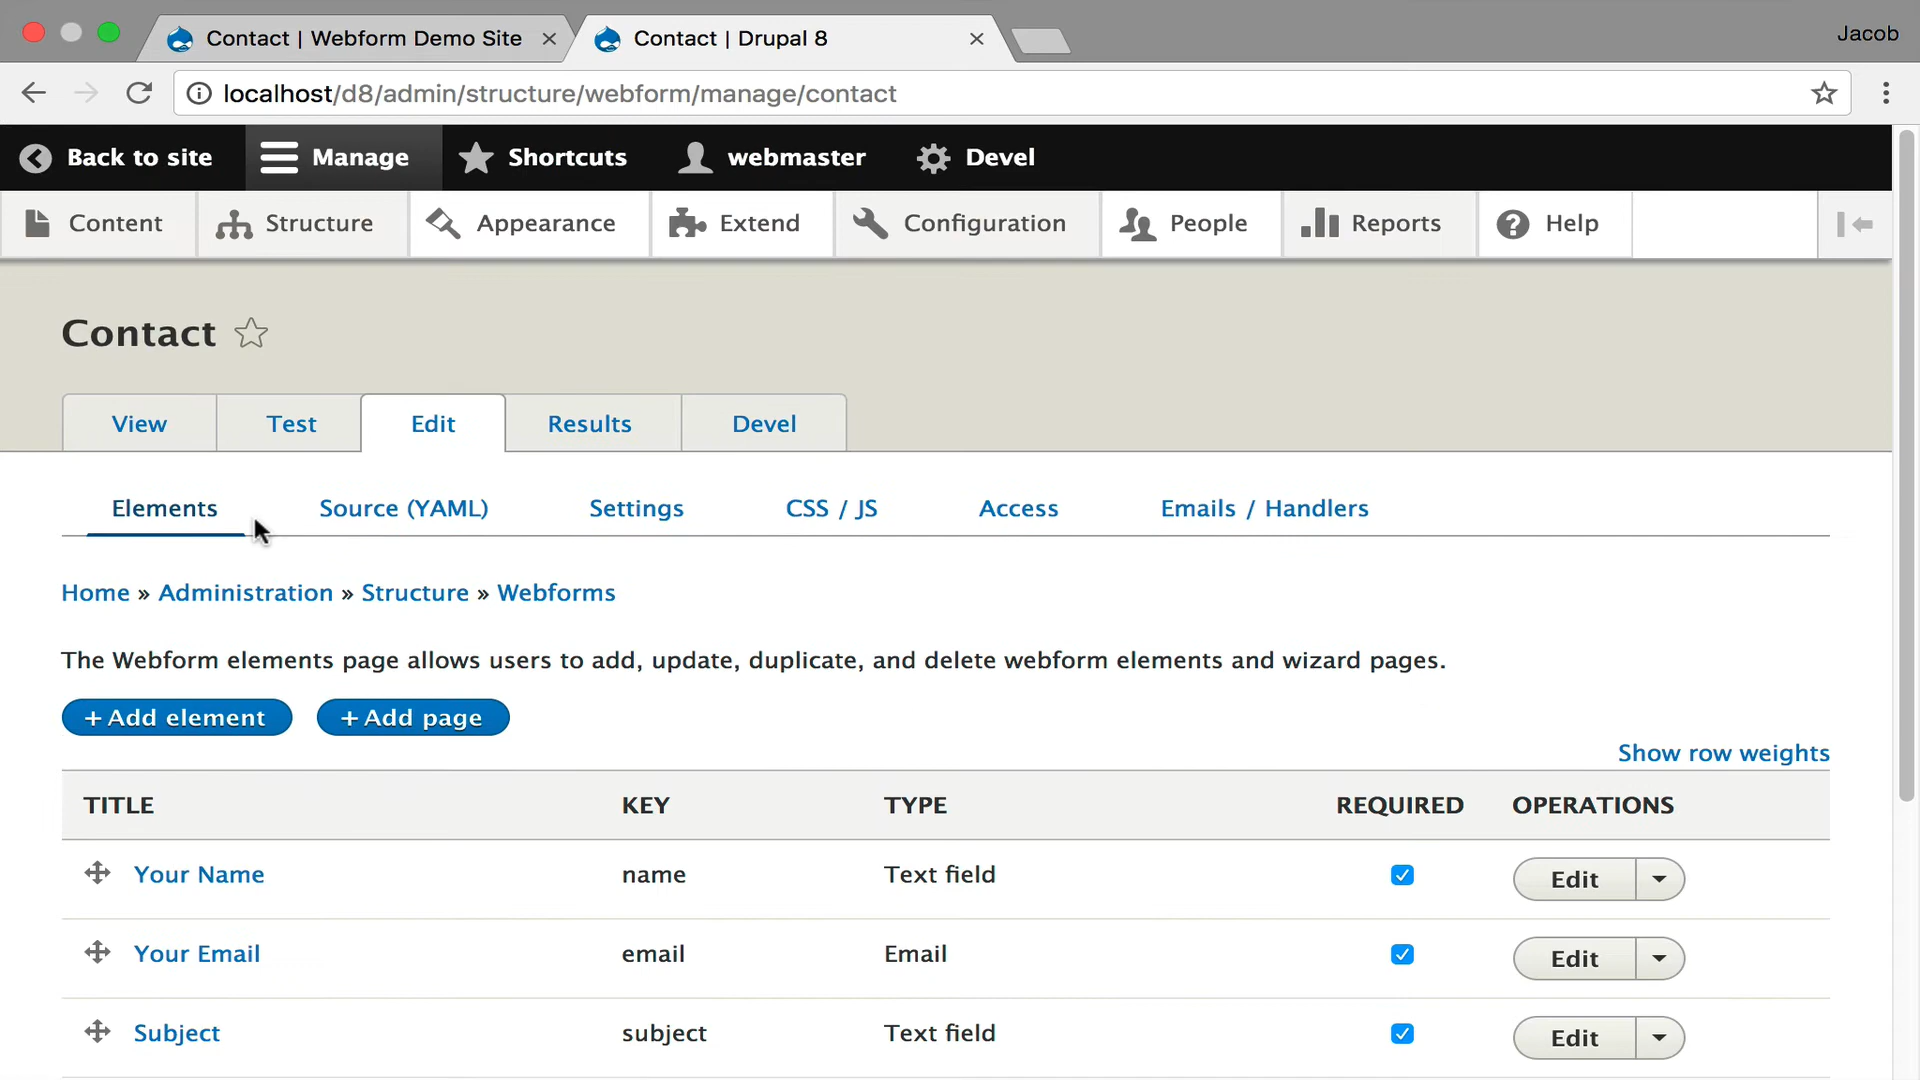 Contact | Webform Demo Site
Contact | Drupal 8
Jacob
localhost/d8/admin/structure/webform/manage/contact
Back to site Manage Shortcuts webmaster Devel
Content Structure Appearance Extend Configuration People Reports Help
Contact
View Test Edit Results Devel
Elements Source (YAML) Settings CSS / JS Access Emails / Handlers
Home » Administration » Structure » Webforms
The Webform elements page allows users to add, update, duplicate, and delete webform elements and wizard pages.
+ Add element + Add page
Show row weights
TITLE KEY TYPE REQUIRED OPERATIONS
Your Name name Text field Edit
Your Email email Email Edit
Subject subject Text field Edit